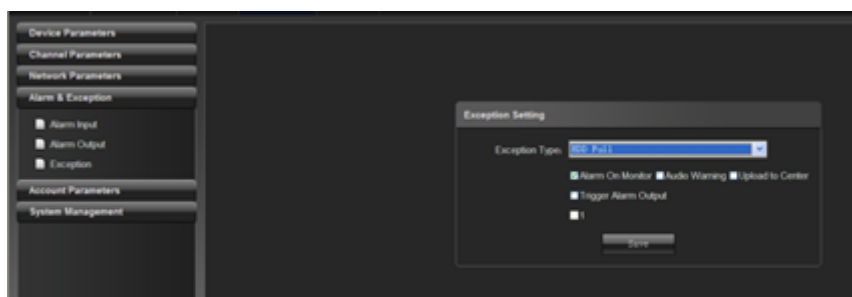 Device Parameters
Channel Parameters
Network Parameters
Alarm & Exception
Alarm Input
Alarm Output
Exception
Account Parameters
System Management
Exception Setting
Exception Type: HDD Full
Alarm On Monitor Audio Warning Upload to Center
Trigger Alarm Output
1
Save